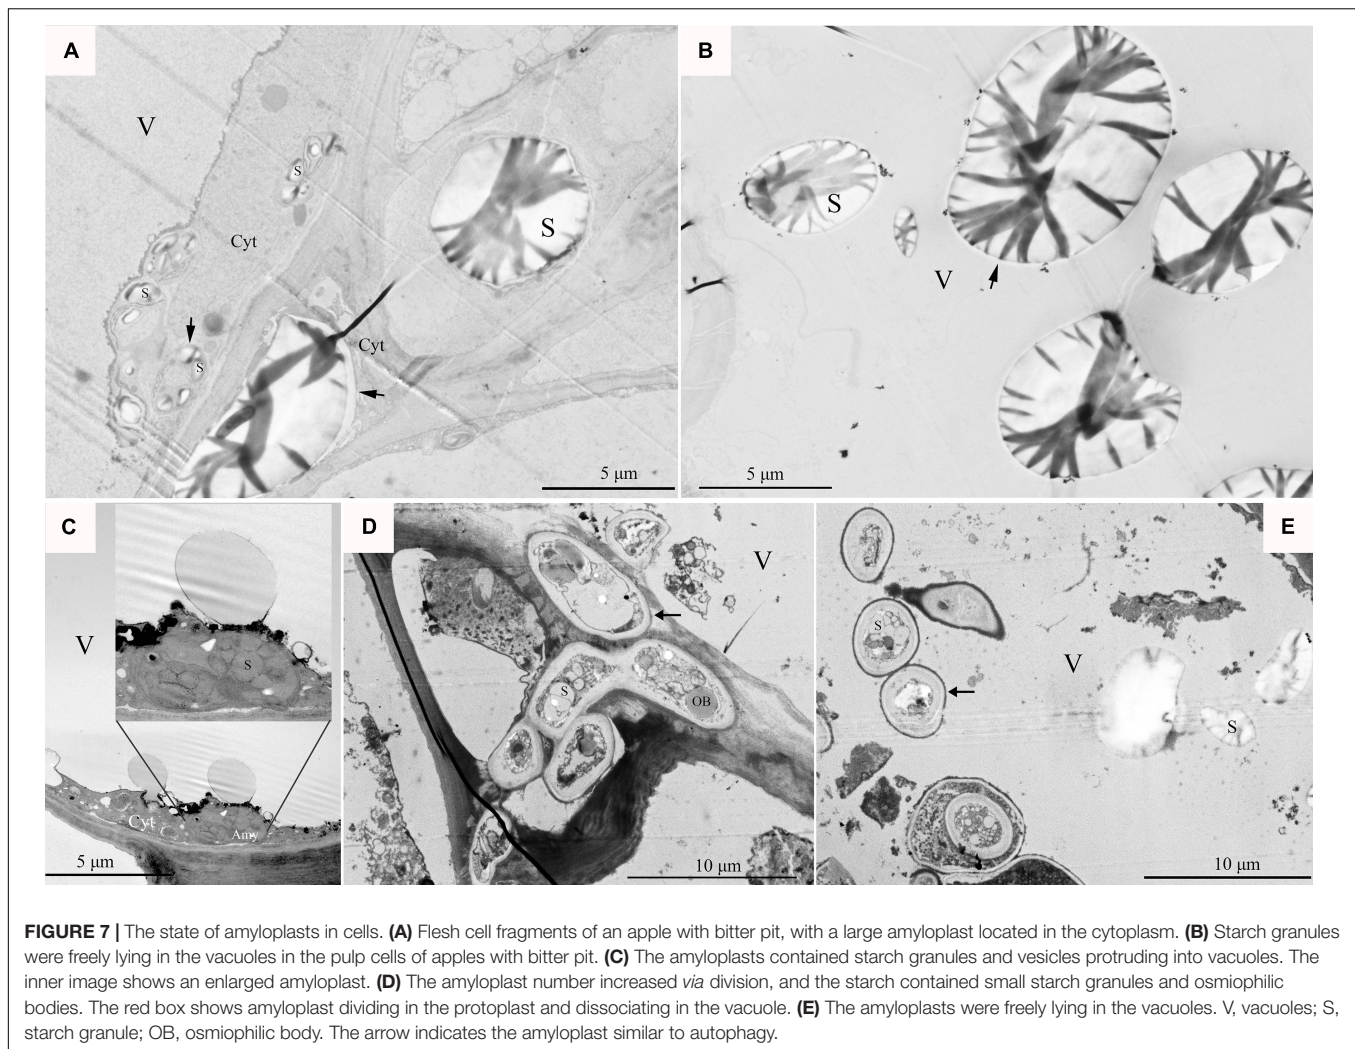 A
V
S
Cyt
S
S
S
Cyt
5 µm
B
S
V
5 µm
C
V
S
Cyt
Amy
5 µm
D
V
S
OB
10 µm
E
S
V
S
10 µm
FIGURE 7 | The state of amyloplasts in cells. (A) Flesh cell fragments of an apple with bitter pit, with a large amyloplast located in the cytoplasm. (B) Starch granules
were freely lying in the vacuoles in the pulp cells of apples with bitter pit. (C) The amyloplasts contained starch granules and vesicles protruding into vacuoles. The
inner image shows an enlarged amyloplast. (D) The amyloplast number increased via division, and the starch contained small starch granules and osmiophilic
bodies. The red box shows amyloplast dividing in the protoplast and dissociating in the vacuole. (E) The amyloplasts were freely lying in the vacuoles. V, vacuoles; S,
starch granule; OB, osmiophilic body. The arrow indicates the amyloplast similar to autophagy.